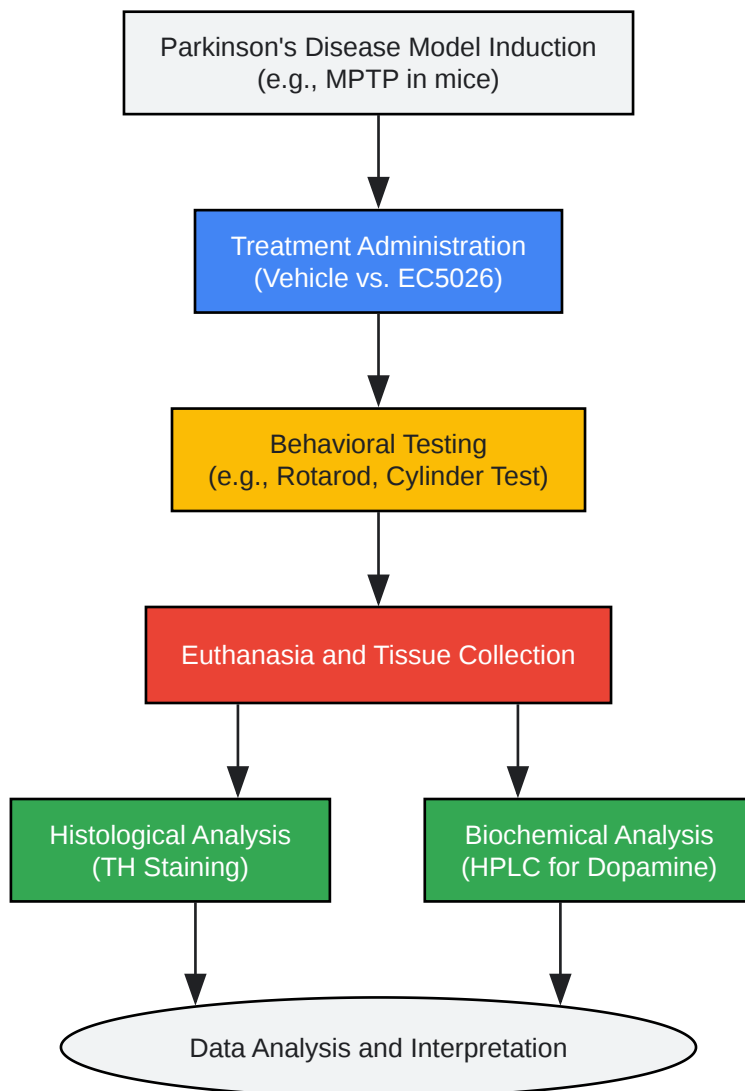 Parkinson's Disease Model Induction
(e.g., MPTP in mice)
Treatment Administration
(Vehicle vs. EC5026)
Behavioral Testing
(e.g., Rotarod, Cylinder Test)
Euthanasia and Tissue Collection
Histological Analysis
(TH Staining)
Biochemical Analysis
(HPLC for Dopamine)
Data Analysis and Interpretation